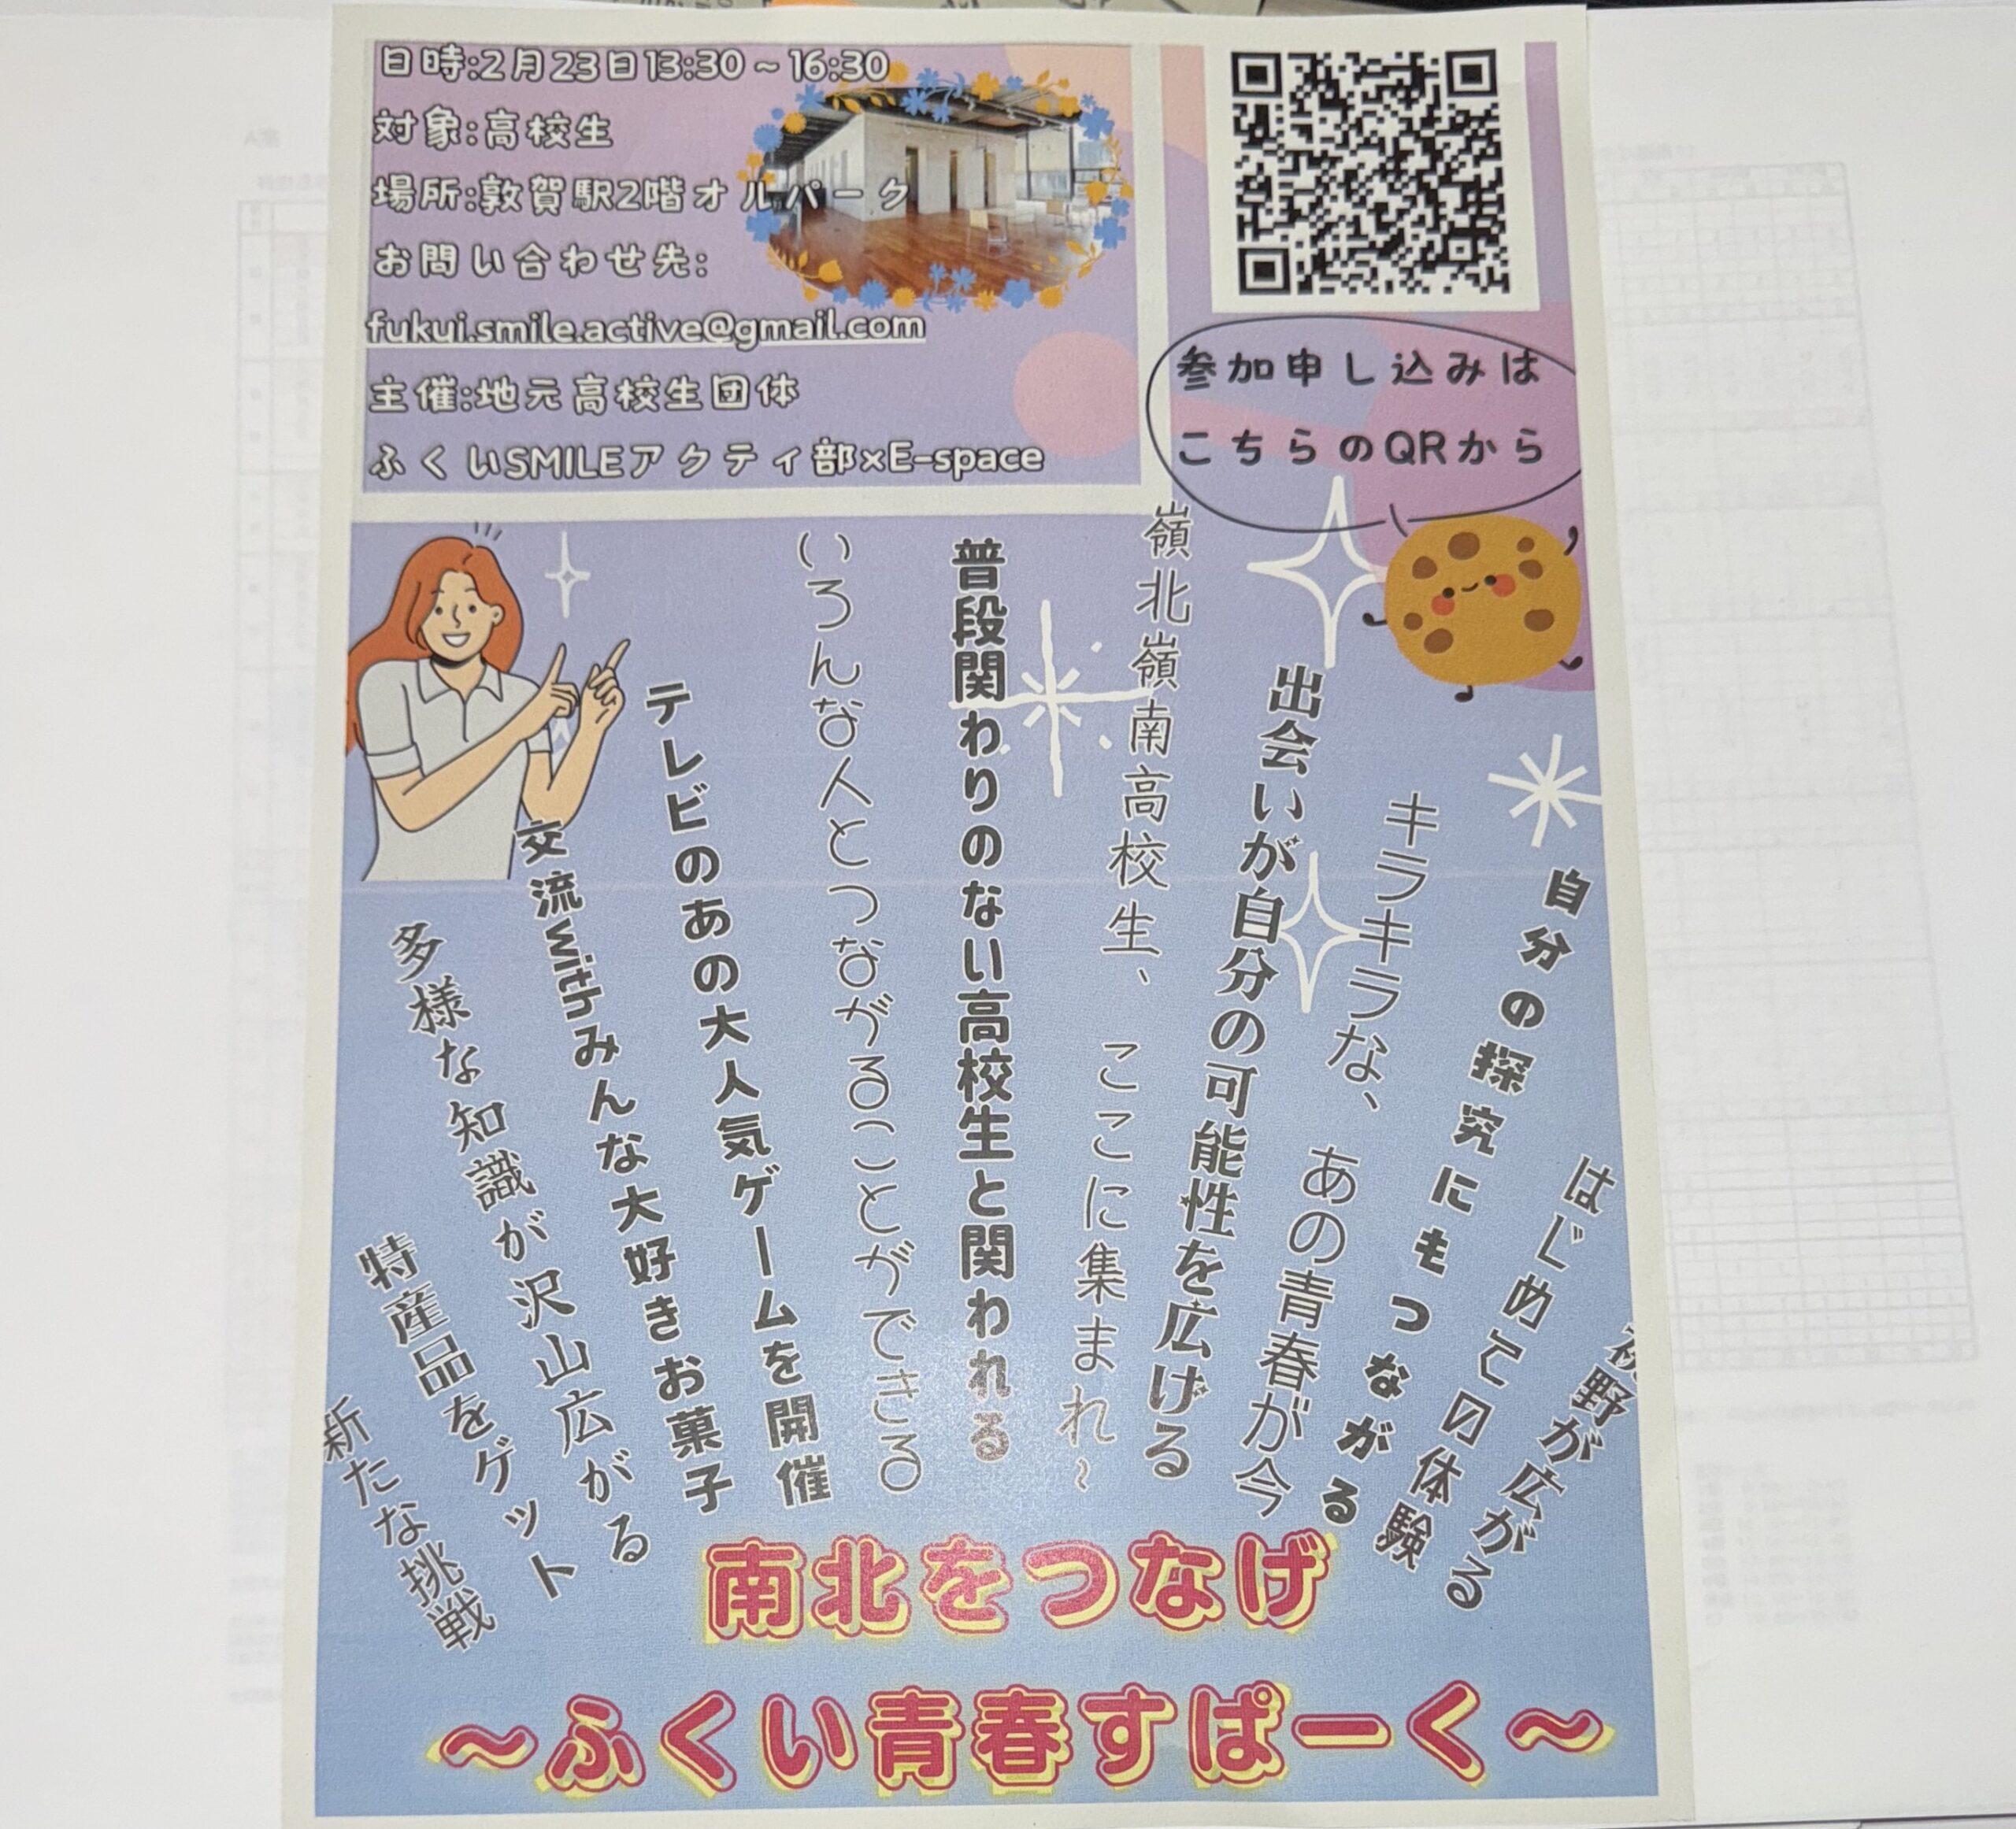 日時:2月23日13:30～16:30
対象:高校生
場所:敦賀駅2階オルパーク
お問い合わせ先:
fukui.smile.active@gmail.com
主催:地元高校生団体
ふくいSMILEアクティ部×E-space
参加申し込みは
こちらのQRから
視野が広がる
はじめての体験
自分の探究にもつながる
キラキラな、あの青春が今
出会いが自分の可能性を広げる
嶺北嶺南高校生、ここに集まれ~
普段関わりのない高校生と関われる
いろんな人とつながることができる
テレビのあの大人気ゲームを開催
交流withみんな大好きお菓子
多様な知識が沢山広がる
特産品をゲット
新たな挑戦
南北をつなげ
～ふくい青春すぱーく～